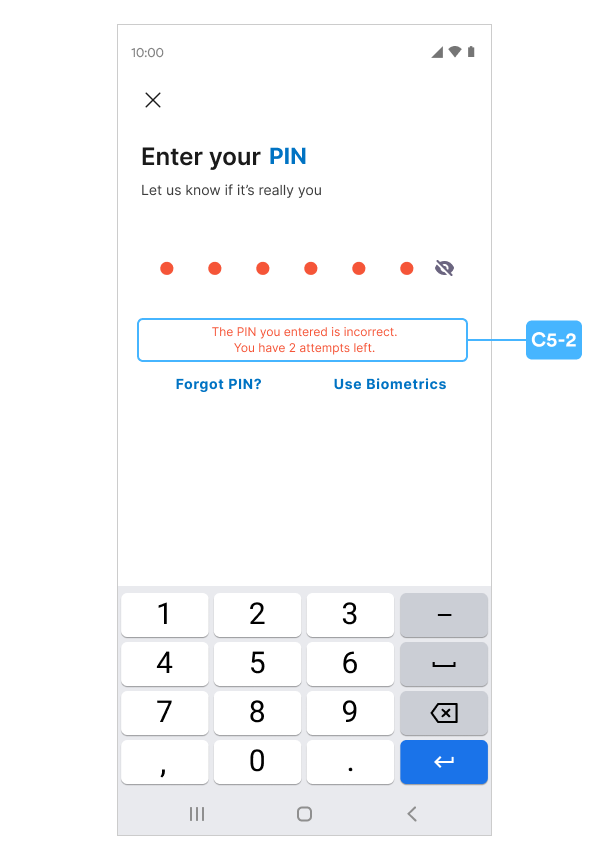 10:00
Enter your PIN
Let us know if it's really you
The PIN you entered is incorrect.
You have 2 attempts left.
C5-2
Forgot PIN?
Use Biometrics
1 2 3 –
4 5 6
7 8 9
, 0 .